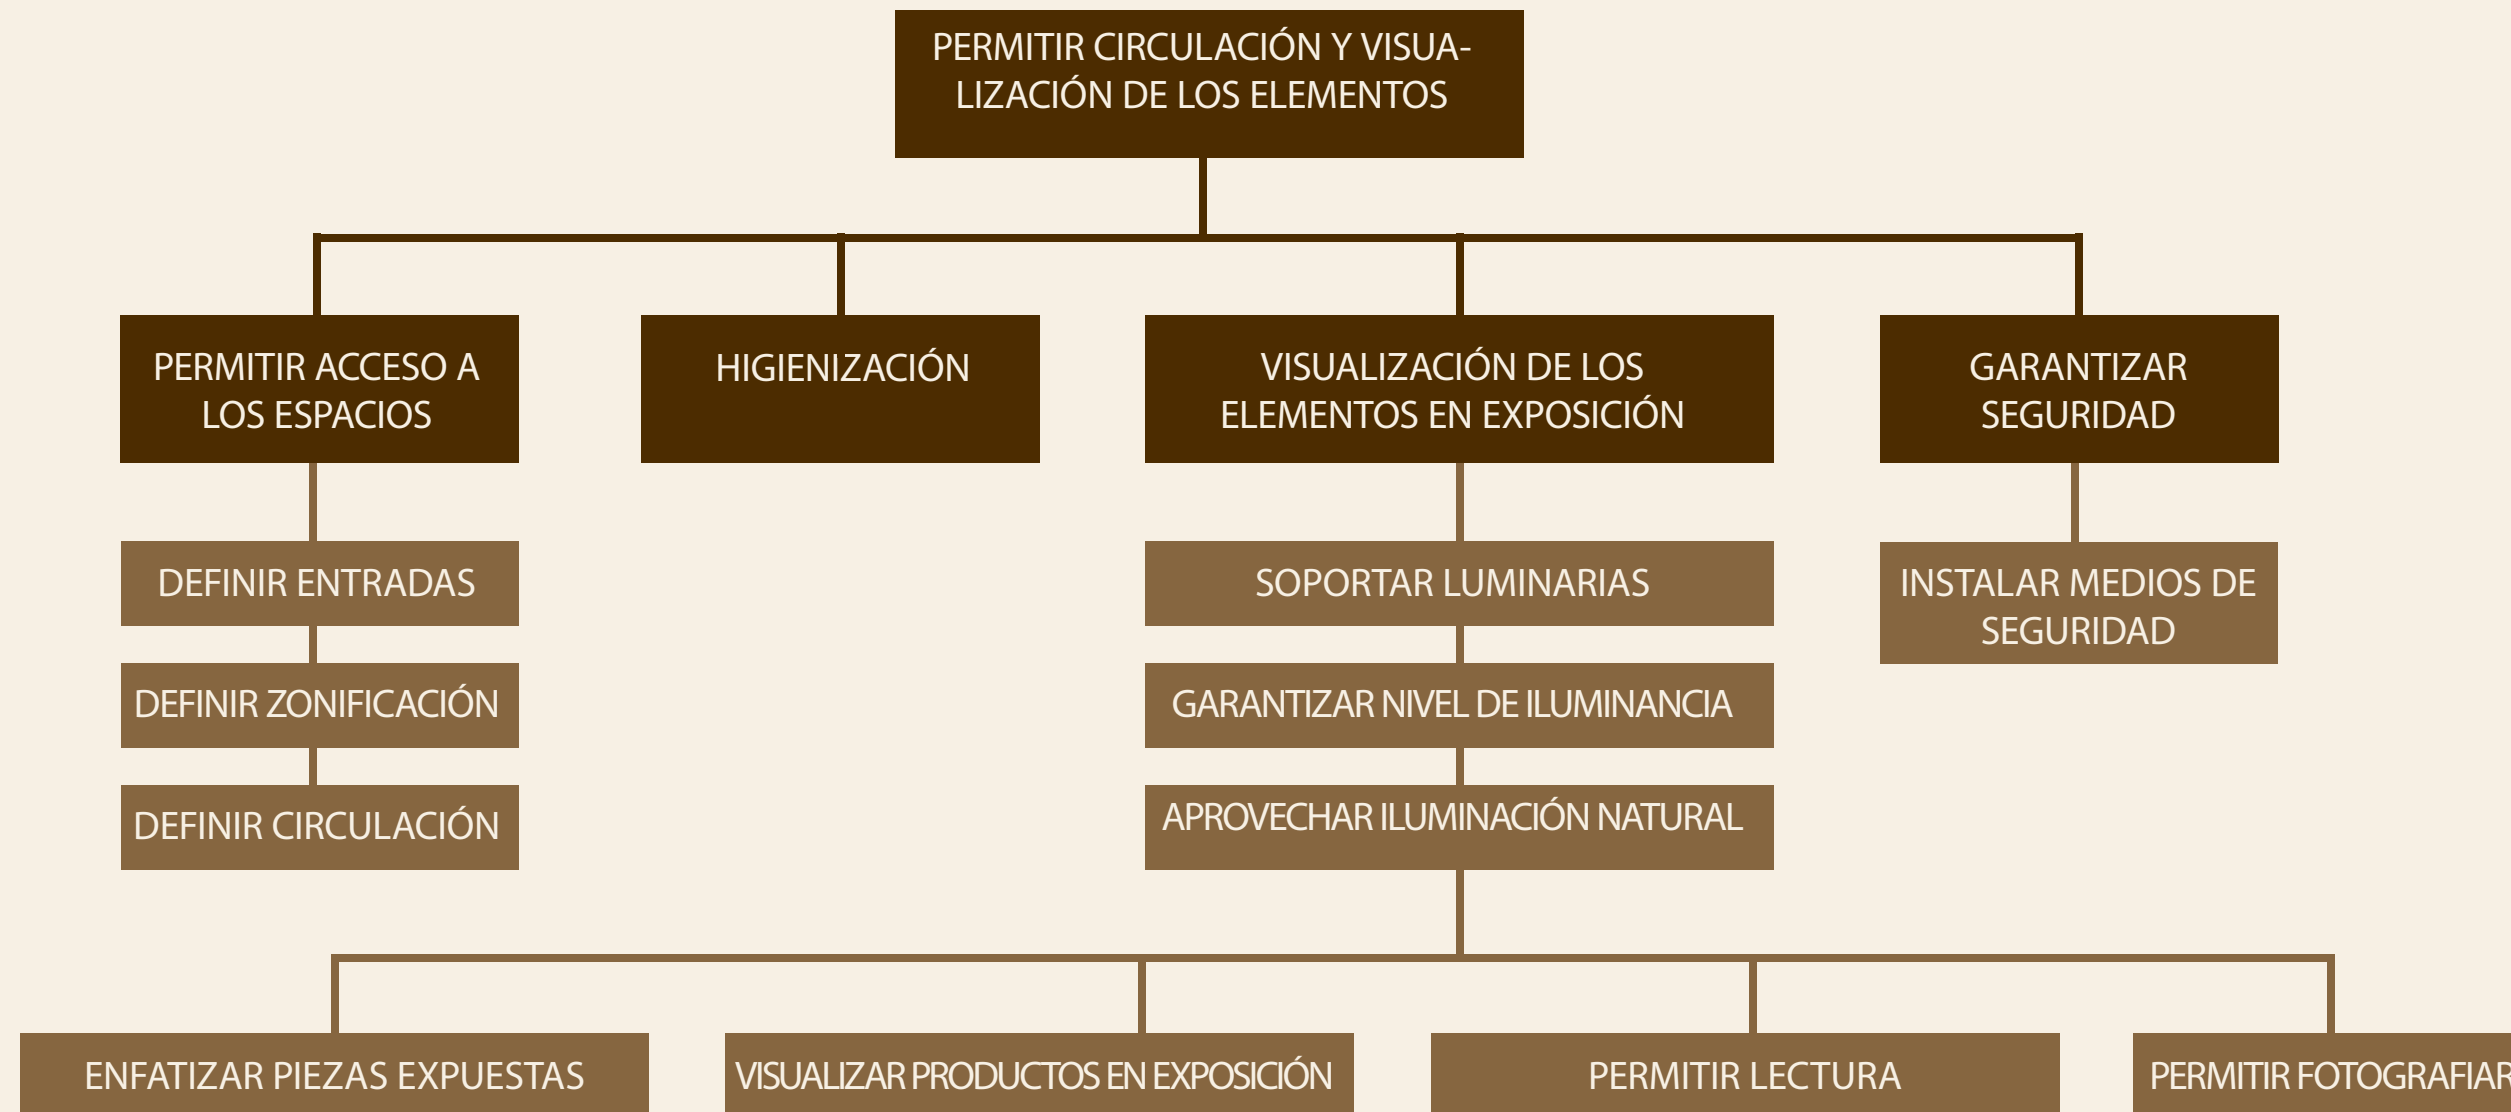 PERMITIR CIRCULACIÓN Y VISUA-
LIZACIÓN DE LOS ELEMENTOS
PERMITIR ACCESO A
LOS ESPACIOS
HIGIENIZACIÓN
VISUALIZACIÓN DE LOS
ELEMENTOS EN EXPOSICIÓN
GARANTIZAR
SEGURIDAD
DEFINIR ENTRADAS
DEFINIR ZONIFICACIÓN
DEFINIR CIRCULACIÓN
SOPORTAR LUMINARIAS
GARANTIZAR NIVEL DE ILUMINANCIA
APROVECHAR ILUMINACIÓN NATURAL
INSTALAR MEDIOS DE
SEGURIDAD
ENFATIZAR PIEZAS EXPUESTAS
VISUALIZAR PRODUCTOS EN EXPOSICIÓN
PERMITIR LECTURA
PERMITIR FOTOGRAFIAR